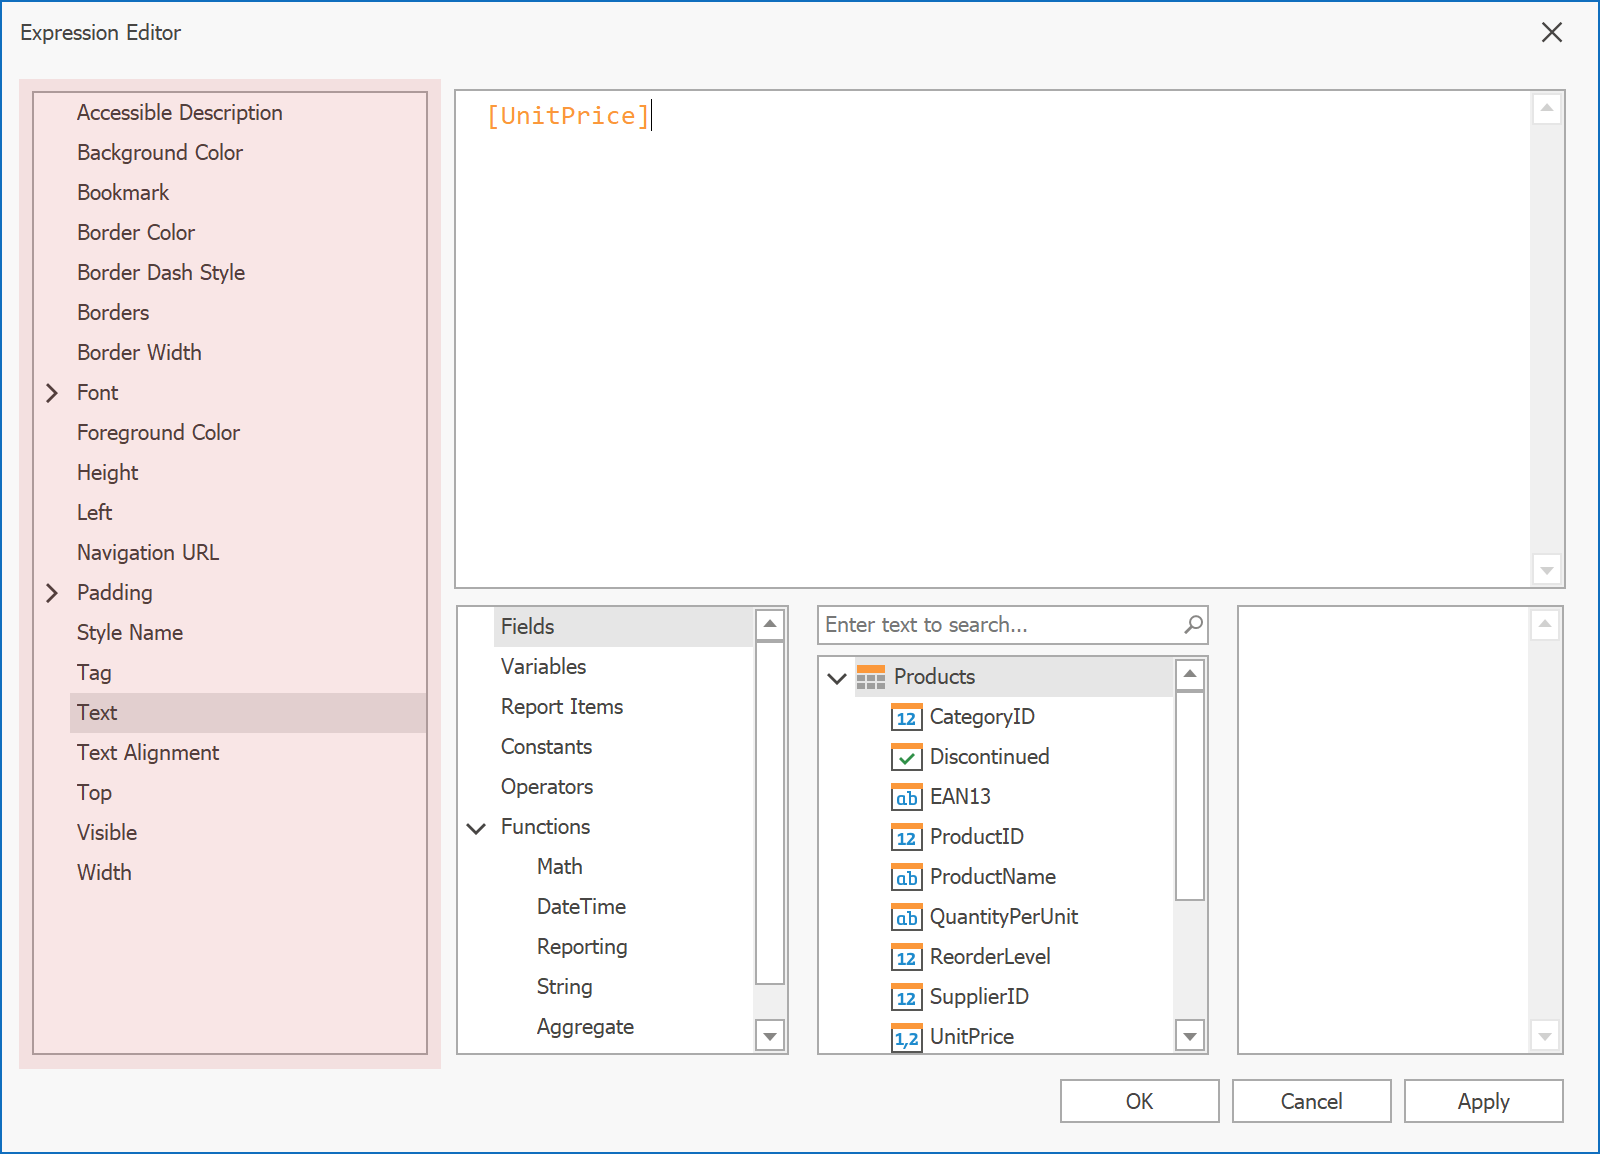 Expression Editor
Accessible Description
Background Color
Bookmark
Border Color
Border Dash Style
Borders
Border Width
Font
Foreground Color
Height
Left
Navigation URL
Padding
Style Name
Tag
Text
Text Alignment
Top
Visible
Width
[UnitPrice]
Fields
Variables
Report Items
Constants
Operators
Functions
Math
DateTime
Reporting
String
Aggregate
Enter text to search...
Products
12 CategoryID
Discontinued
ab EAN13
12 ProductID
ab ProductName
ab QuantityPerUnit
12 ReorderLevel
12 SupplierID
1,2 UnitPrice
OK
Cancel
Apply